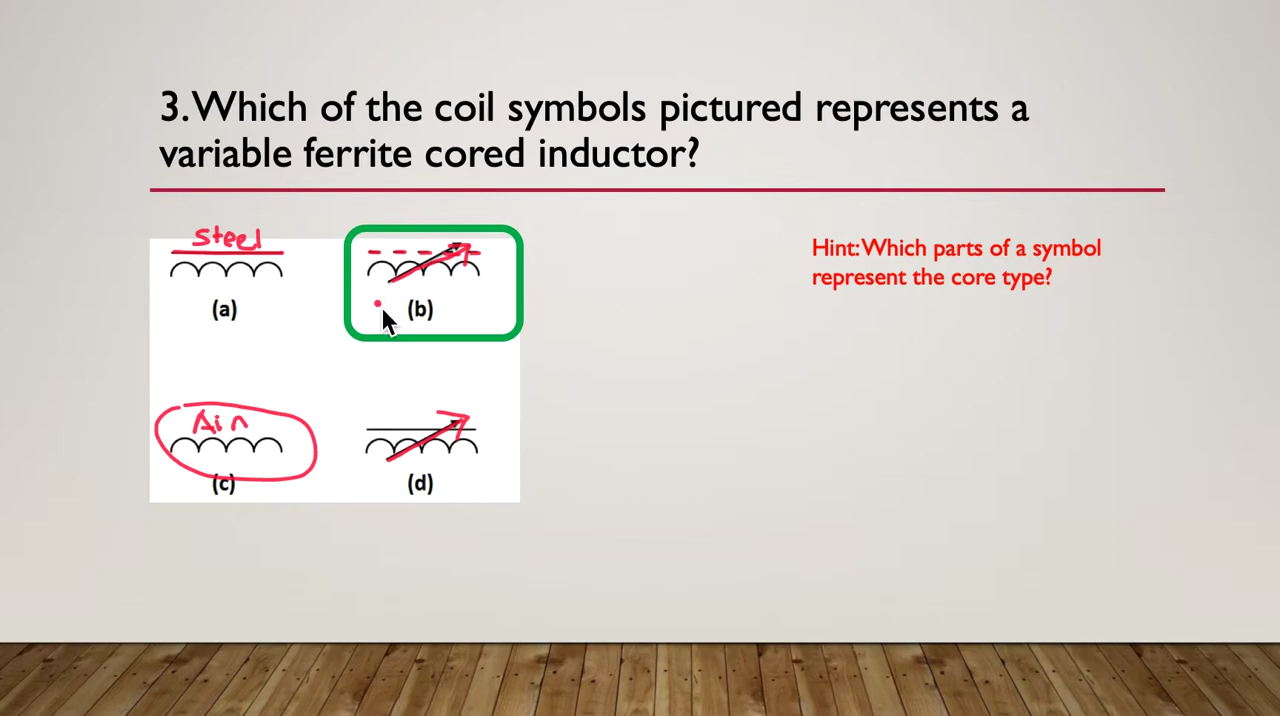 3. Which of the coil symbols pictured represents a
variable ferrite cored inductor?
Steel
(a)
(b)
Air
(c)
(d)
Hint: Which parts of a symbol
represent the core type?